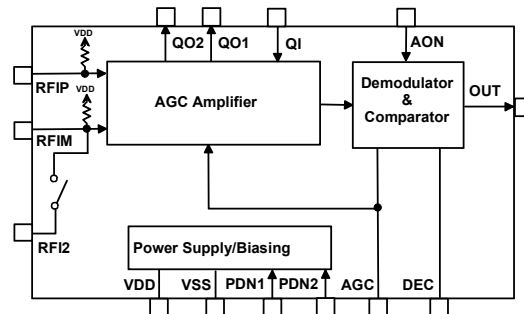 VDD
QO2 QO1 QI AON
RFIP
VDD
AGC Amplifier
Demodulator
&
Comparator
OUT
RFIM
RFI2
Power Supply/Biasing
VDD VSS PDN1 PDN2 AGC DEC